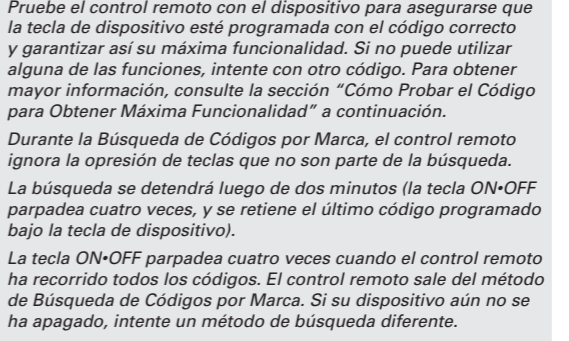 Pruebe el control remoto con el dispositivo para asegurarse que
la tecla de dispositivo esté programada con el código correcto
y garantizar así su máxima funcionalidad. Si no puede utilizar
alguna de las funciones, intente con otro código. Para obtener
mayor información, consulte la sección “Cómo Probar el Código
para Obtener Máxima Funcionalidad” a continuación.
Durante la Búsqueda de Códigos por Marca, el control remoto
ignora la opresión de teclas que no son parte de la búsqueda.
La búsqueda se detendrá luego de dos minutos (la tecla ON•OFF
parpadea cuatro veces, y se retiene el último código programado
bajo la tecla de dispositivo).
La tecla ON•OFF parpadea cuatro veces cuando el control remoto
ha recorrido todos los códigos. El control remoto sale del método
de Búsqueda de Códigos por Marca. Si su dispositivo aún no se
ha apagado, intente un método de búsqueda diferente.